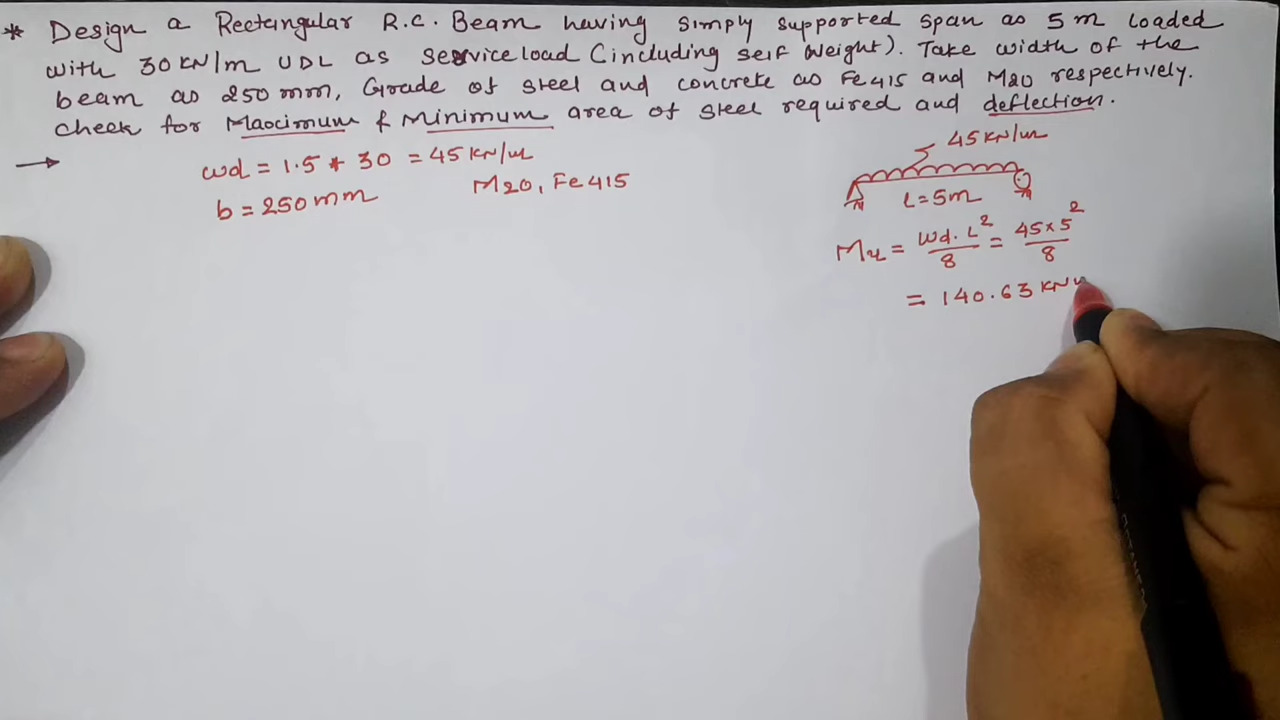 * Design a Rectangular R.C. Beam having simply supported span as 5m loaded
with 30 KN/m UDL as service load (including self weight). Take width of the
beam as 250 mm, Grade of steel and concrete as Fe415 and M20 respectively.
check for Maximum & Minimum area of steel required and deflection.
→ wd = 1.5 * 30 = 45 KN/m
b = 250 mm M20, Fe415
45 KN/m
L = 5m
Mu = wd. L² / 8 = 45×5² / 8
= 140.63 KN